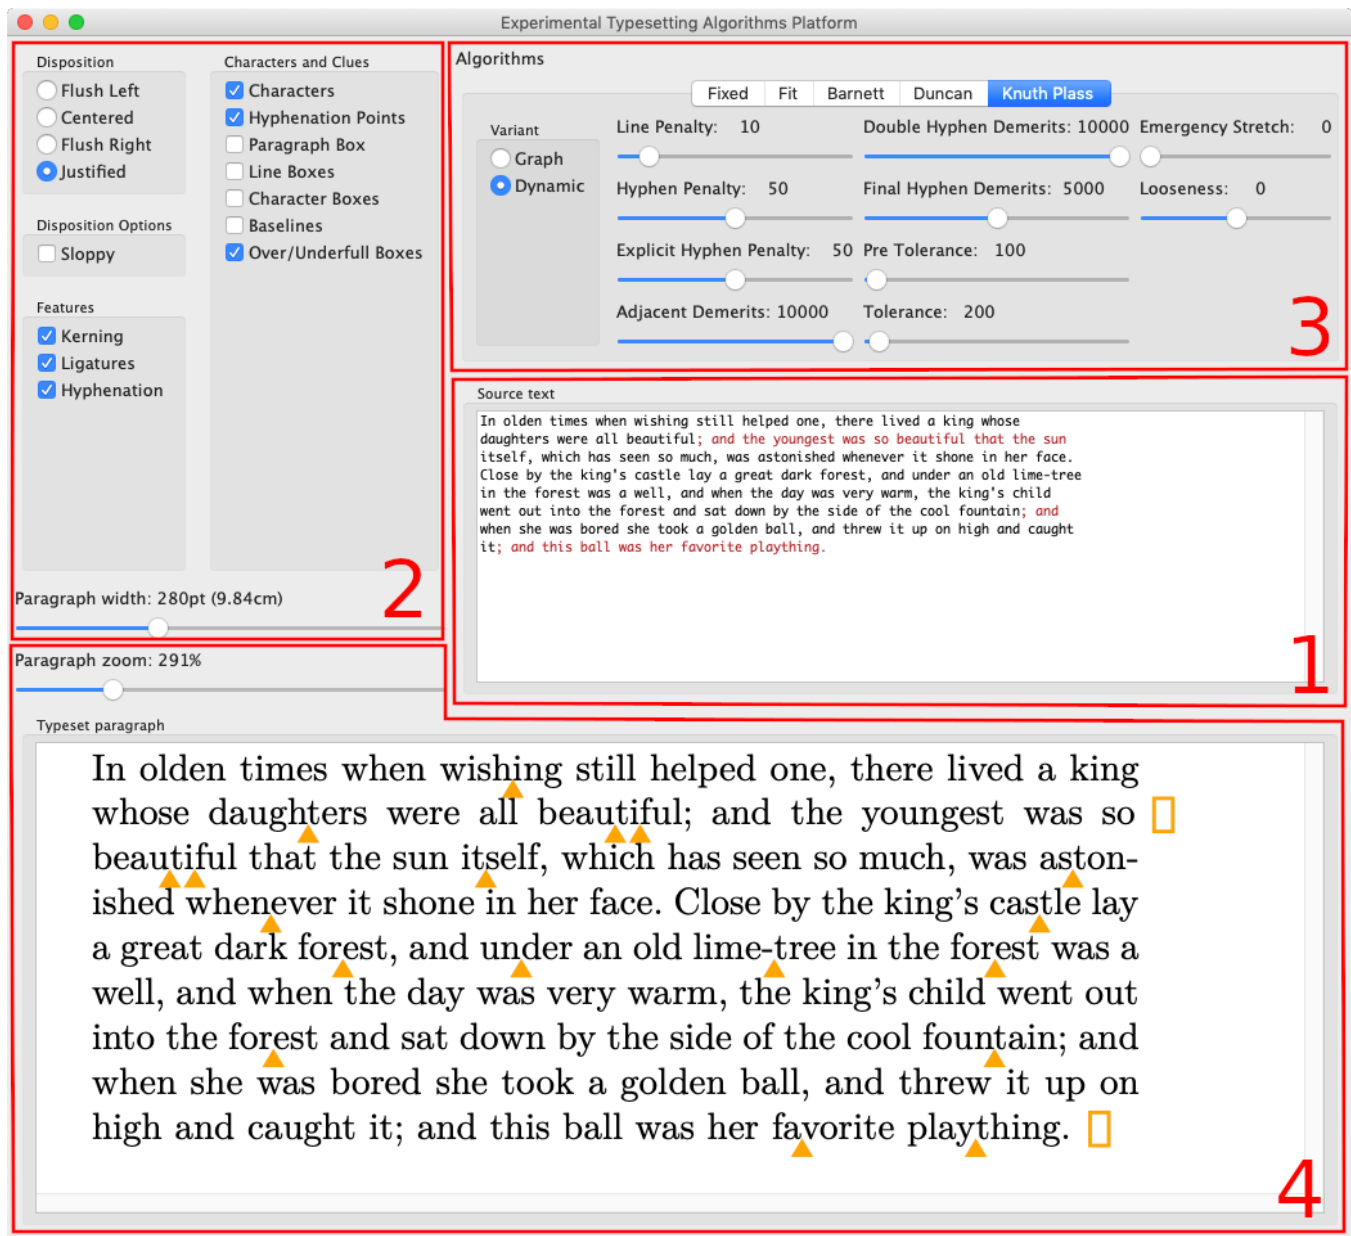 Experimental Typesetting Algorithms Platform
Disposition
Flush Left
Centered
Flush Right
Justified
Disposition Options
Sloppy
Features
Kerning
Ligatures
Hyphenation
Characters and Clues
Characters
Hyphenation Points
Paragraph Box
Line Boxes
Character Boxes
Baselines
Over/Underfull Boxes
Paragraph width: 280pt (9.84cm)
2
Algorithms
Fixed Fit Barnett Duncan Knuth Plass
Variant
Graph
Dynamic
Line Penalty: 10
Hyphen Penalty: 50
Explicit Hyphen Penalty: 50
Adjacent Demerits: 10000
Double Hyphen Demerits: 10000
Final Hyphen Demerits: 5000
Pre Tolerance: 100
Tolerance: 200
Emergency Stretch: 0
Looseness: 0
3
Source text
In olden times when wishing still helped one, there lived a king whose
daughters were all beautiful; and the youngest was so beautiful that the sun
itself, which has seen so much, was astonished whenever it shone in her face.
Close by the king's castle lay a great dark forest, and under an old lime-tree
in the forest was a well, and when the day was very warm, the king's child
went out into the forest and sat down by the side of the cool fountain; and
when she was bored she took a golden ball, and threw it up on high and caught
it; and this ball was her favorite plaything.
1
Paragraph zoom: 291%
Typeset paragraph
In olden times when wishing still helped one, there lived a king
whose daughters were all beautiful; and the youngest was so
beautiful that the sun itself, which has seen so much, was aston-
ished whenever it shone in her face. Close by the king’s castle lay
a great dark forest, and under an old lime-tree in the forest was a
well, and when the day was very warm, the king’s child went out
into the forest and sat down by the side of the cool fountain; and
when she was bored she took a golden ball, and threw it up on
high and caught it; and this ball was her favorite plaything.
4